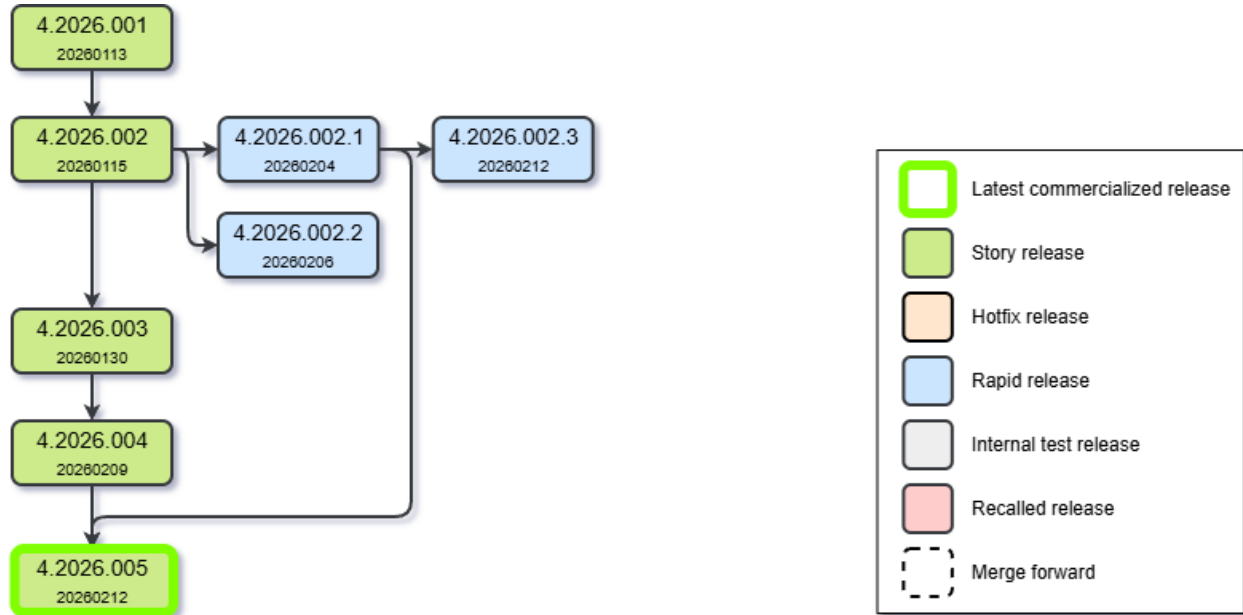 4.2026.001
20260113
4.2026.002
20260115
4.2026.002.1
20260204
4.2026.002.3
20260212
4.2026.002.2
20260206
4.2026.003
20260130
4.2026.004
20260209
4.2026.005
20260212
Latest commercialized release
Story release
Hotfix release
Rapid release
Internal test release
Recalled release
Merge forward